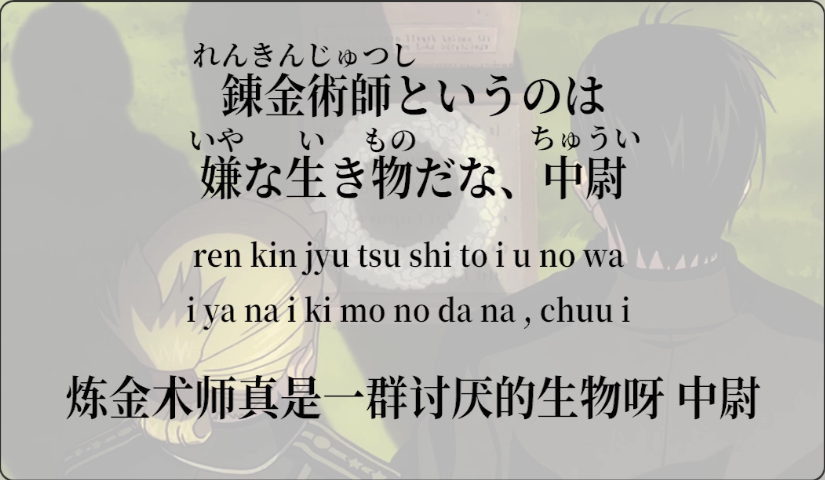 れんきんじゅつし
錬金術師というのは
いや い もの ちゅうい
嫌な生き物だな、中尉
ren kin jyu tsu shi to i u no wa
i ya na i ki mo no da na , chuu i
炼金术师真是一群讨厌的生物呀 中尉